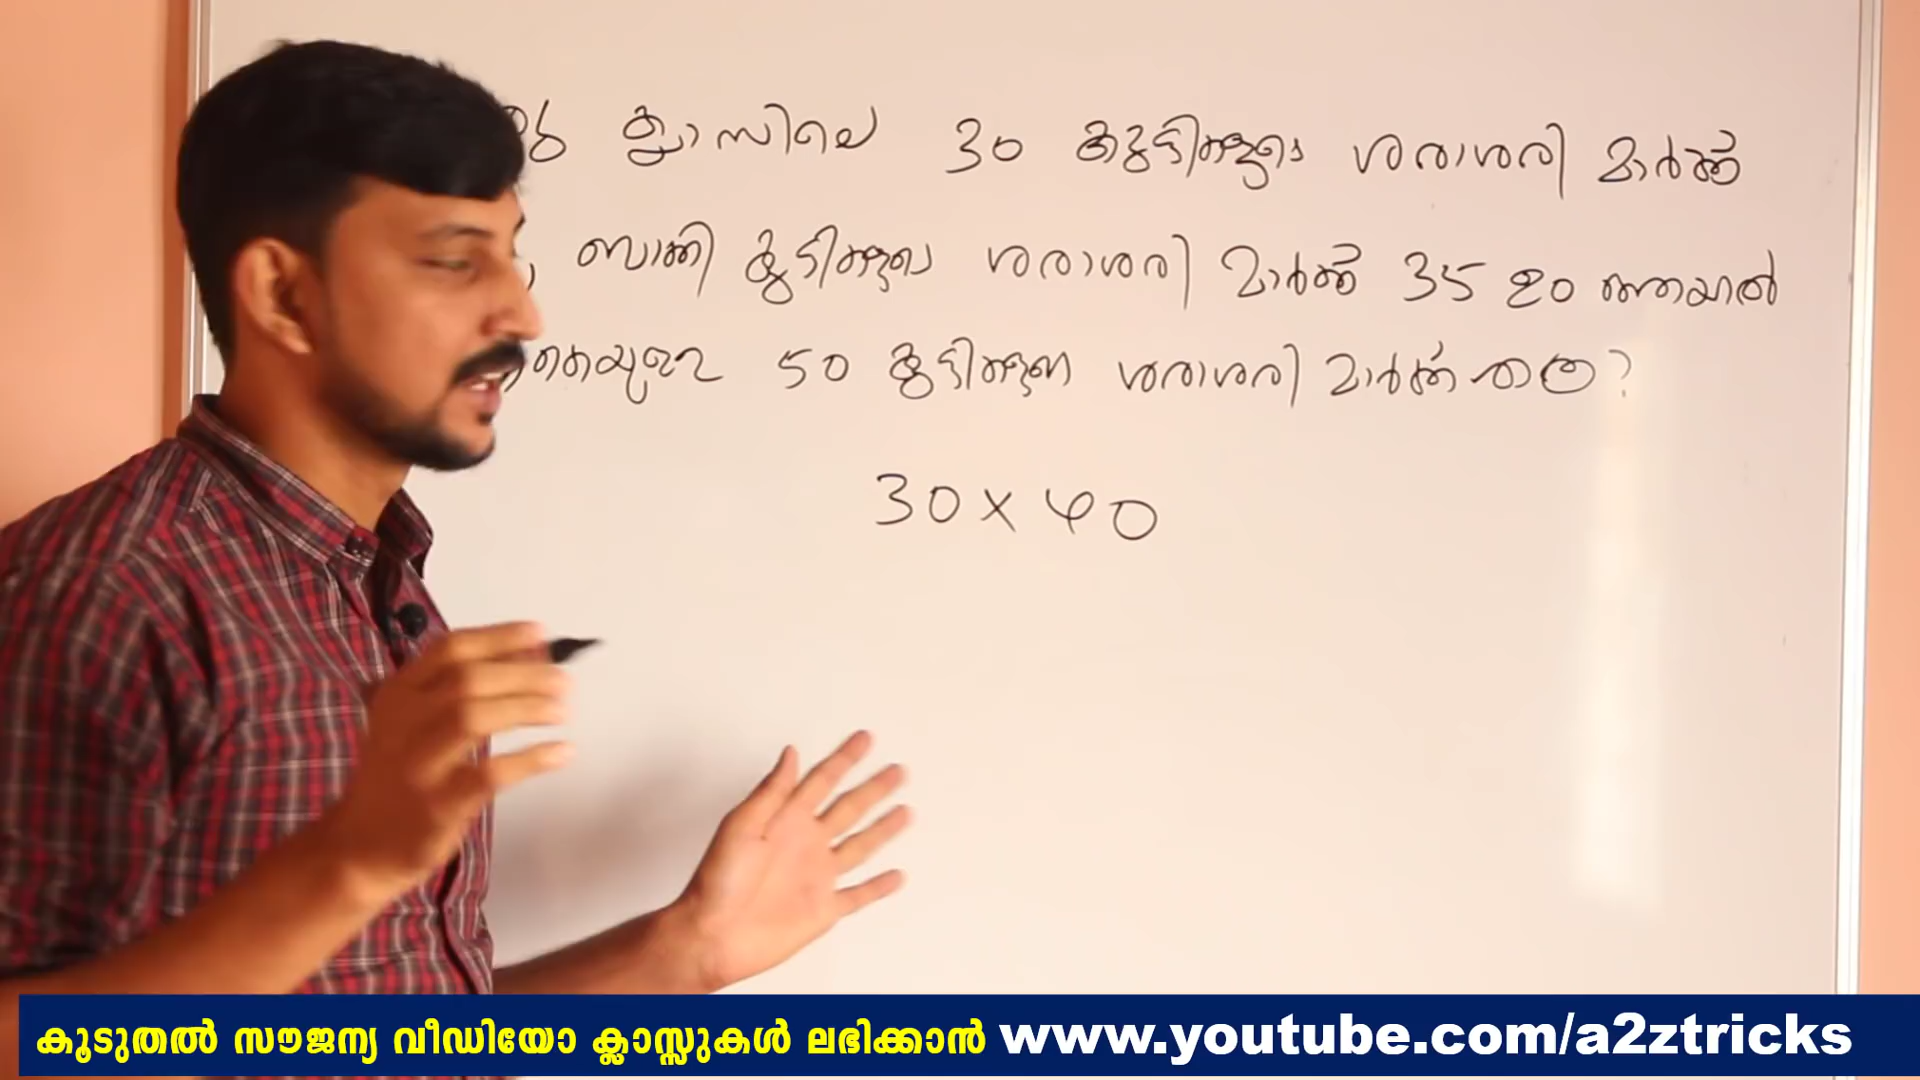 ക്ലാസിലെ 30 കുട്ടികളുടെ ശരാശരി മാർക്ക്
ബാക്കി കുട്ടികളുടെ ശരാശരി മാർക്ക് 35 ഉം ആയാൽ
50 കുട്ടികളുടെ ശരാശരി മാർക്ക് എത്ര?
30 × 40
കൂടുതൽ സൗജന്യ വീഡിയോ ക്ലാസ്സുകൾ ലഭിക്കാൻ www.youtube.com/a2ztricks